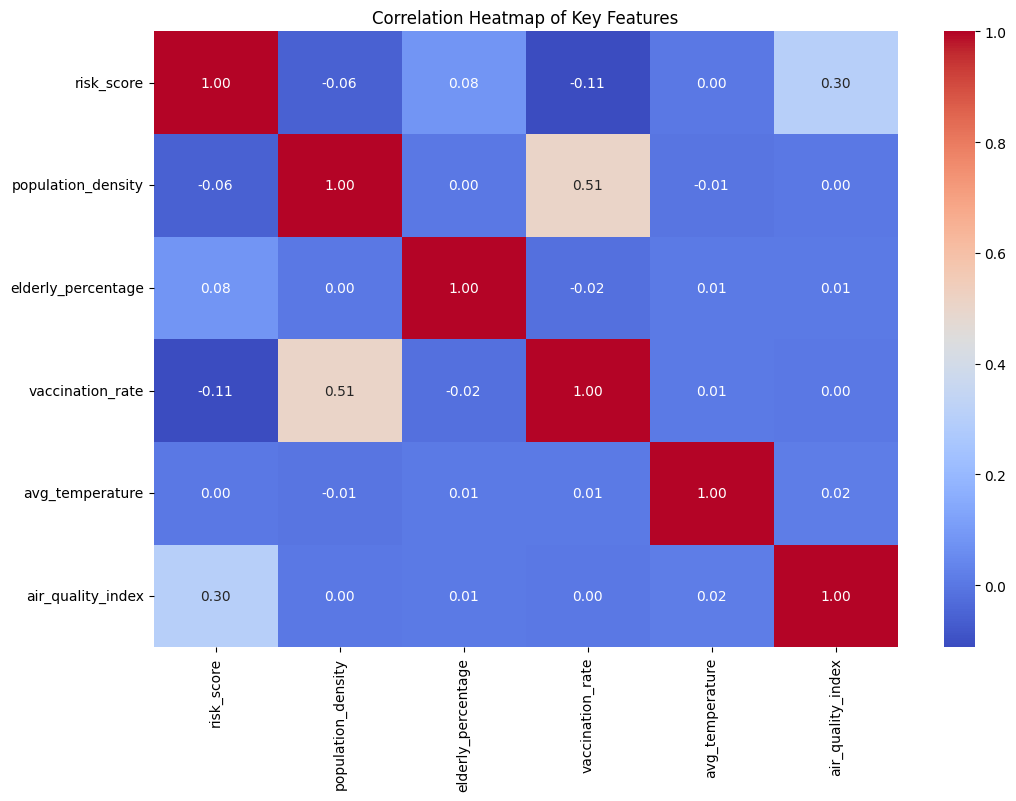 Correlation Heatmap of Key Features
risk_score 1.00 -0.06 0.08 -0.11 0.00 0.30
population_density -0.06 1.00 0.00 0.51 -0.01 0.00
elderly_percentage 0.08 0.00 1.00 -0.02 0.01 0.01
vaccination_rate -0.11 0.51 -0.02 1.00 0.01 0.00
avg_temperature 0.00 -0.01 0.01 0.01 1.00 0.02
air_quality_index 0.30 0.00 0.01 0.00 0.02 1.00
risk_score
population_density
elderly_percentage
vaccination_rate
avg_temperature
air_quality_index
1.0
0.8
0.6
0.4
0.2
0.0